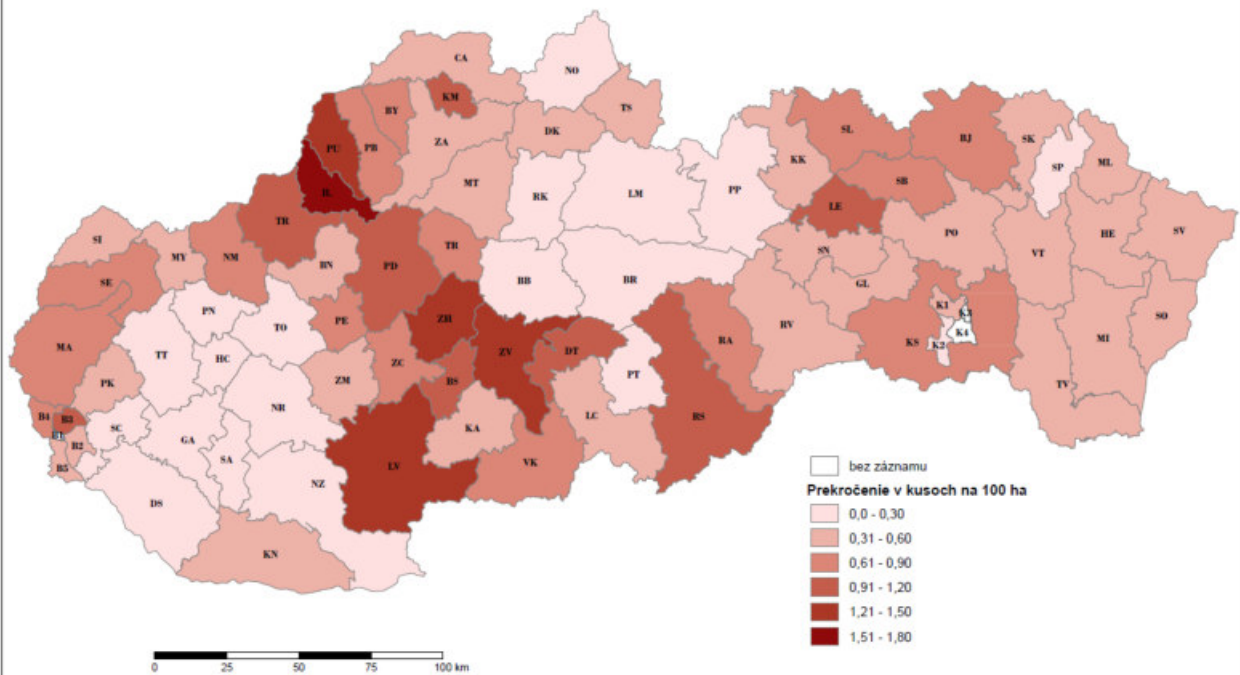 CA
NO
KM
BY
TS
ZA
DK
PU
PB
SL
BJ
SK
ML
SP
KK
SB
IL
MT
RK
LM
PP
LE
TR
PO
HE
SV
SI
MY
NM
BN
PD
TR
SN
VT
SE
BB
BR
GL
PN
TO
PE
ZH
K1
K3
SO
MA
TT
HC
ZV
DT
RA
RV
KS
K2
K4
MI
PK
ZM
ZC
BS
PT
TV
B4
B3
B1
B2
B5
SC
NR
GA
SA
KA
LC
RS
LV
VK
DS
NZ
KN
bez záznamu
Prekročenie v kusoch na 100 ha
0,0 - 0,30
0,31 - 0,60
0,61 - 0,90
0,91 - 1,20
1,21 - 1,50
1,51 - 1,80
0 25 50 75 100 km